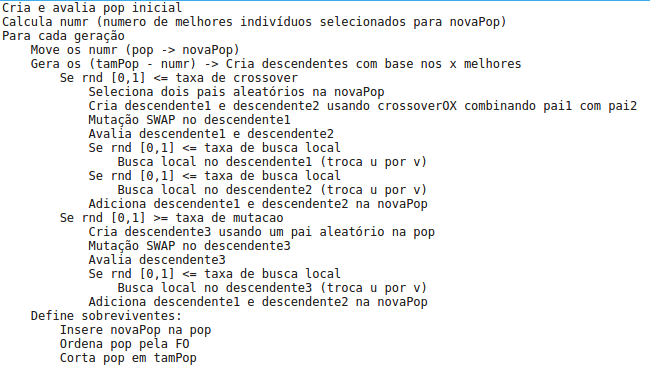 Cria e avalia pop inicial
Calcula numr (numero de melhores indivíduos selecionados para novaPop)
Para cada geração
    Move os numr (pop -> novaPop)
    Gera os (tamPop - numr) -> Cria descendentes com base nos x melhores
        Se rnd [0,1] <= taxa de crossover
            Seleciona dois pais aleatórios na novaPop
            Cria descendente1 e descendente2 usando crossoverOX combinando pai1 com pai2
            Mutação SWAP no descendente1
            Avalia descendente1 e descendente2
            Se rnd [0,1] <= taxa de busca local
                Busca local no descendente1 (troca u por v)
            Se rnd [0,1] <= taxa de busca local
                Busca local no descendente2 (troca u por v)
            Adiciona descendente1 e descendente2 na novaPop
        Se rnd [0,1] >= taxa de mutacao
            Cria descendente3 usando um pai aleatório na pop
            Mutação SWAP no descendente3
            Avalia descendente3
            Se rnd [0,1] <= taxa de busca local
                Busca local no descendente3 (troca u por v)
            Adiciona descendente1 e descendente2 na novaPop
    Define sobreviventes:
        Insere novaPop na pop
        Ordena pop pela FO
        Corta pop em tamPop